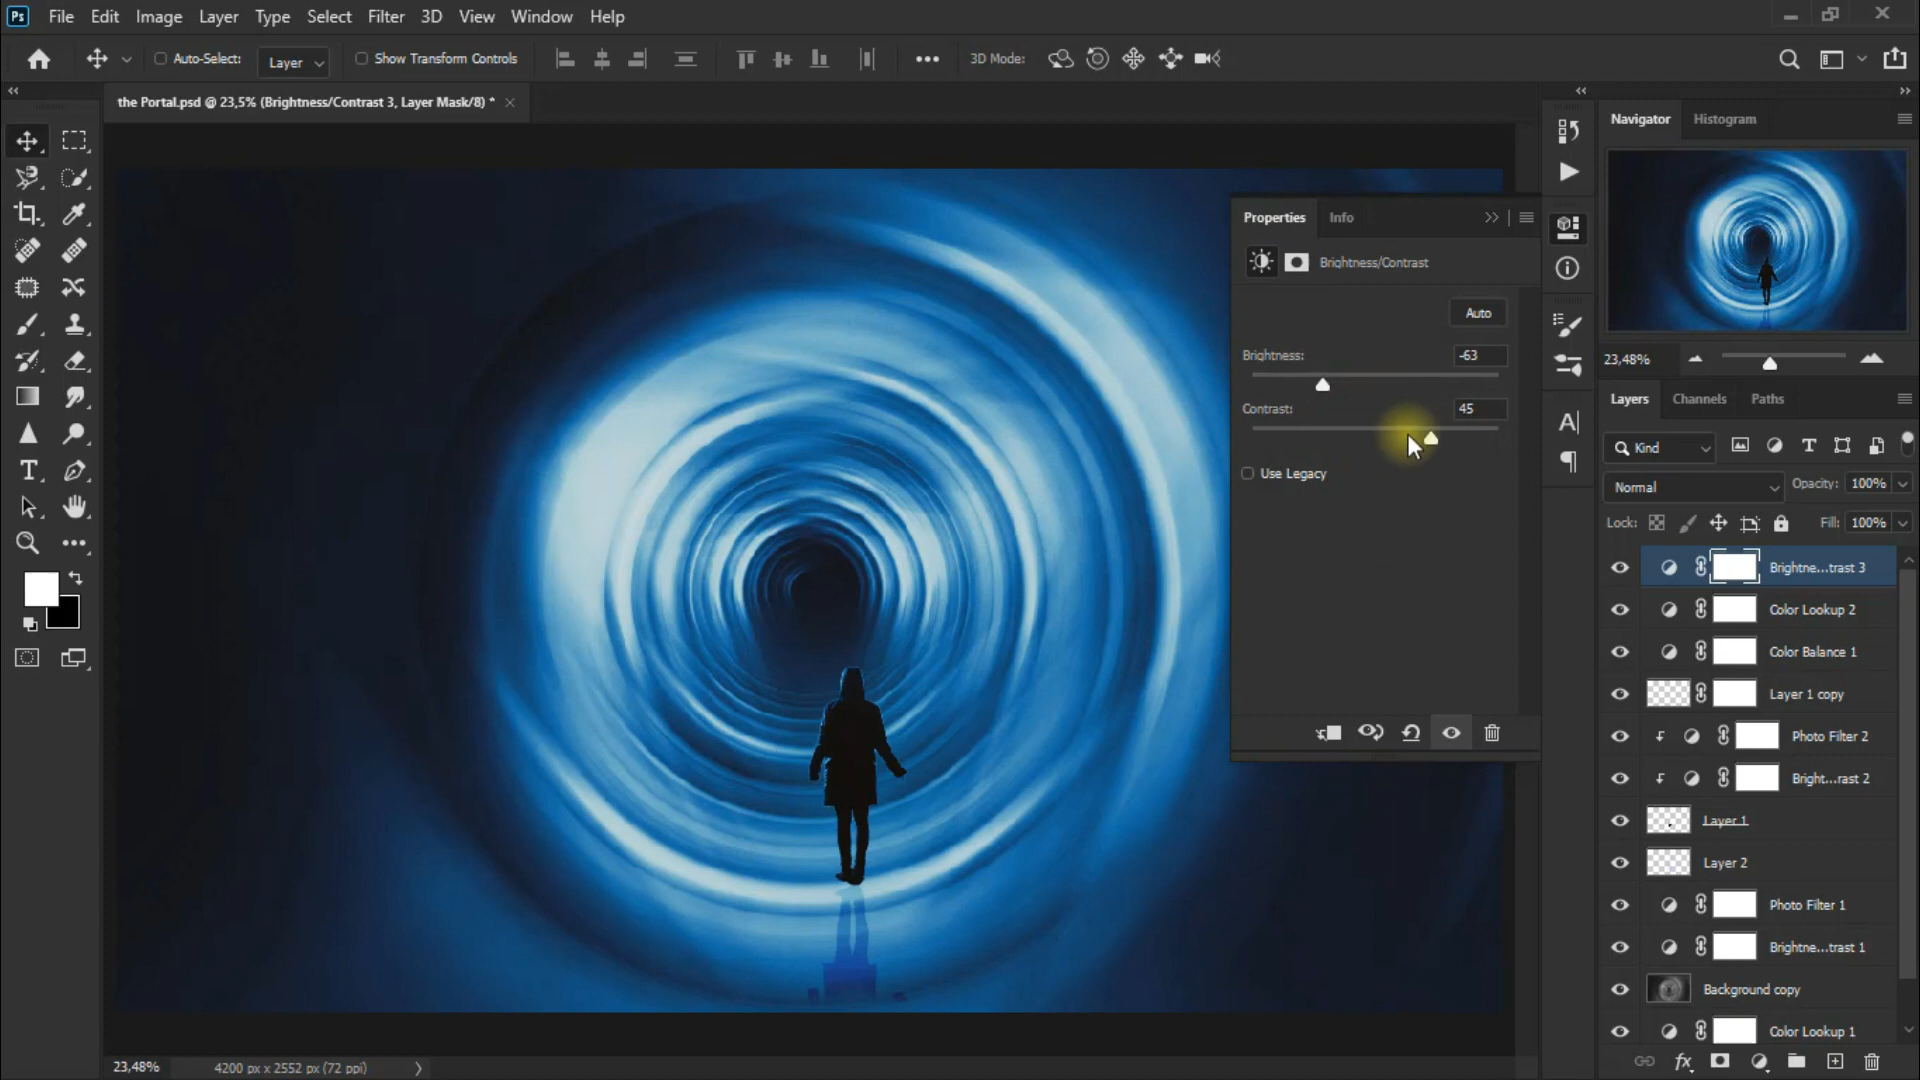 Ps File Edit Image Layer Type Select Filter 3D View Window Help
Auto-Select: Layer Show Transform Controls 3D Mode:
the Portal.psd @ 23,5% (Brightness/Contrast 3, Layer Mask/8) *
Navigator Histogram
Properties Info
Brightness/Contrast
Auto
Brightness: -63
Contrast: 45
Use Legacy
23,48%
Layers Channels Paths
Kind
Normal Opacity: 100%
Lock: Fill: 100%
Brightne...trast 3
Color Lookup 2
Color Balance 1
Layer 1 copy
Photo Filter 2
Bright...rast 2
Layer 1
Layer 2
Photo Filter 1
Brightne...trast 1
Background copy
Color Lookup 1
23,48% 4200 px x 2552 px (72 ppi)